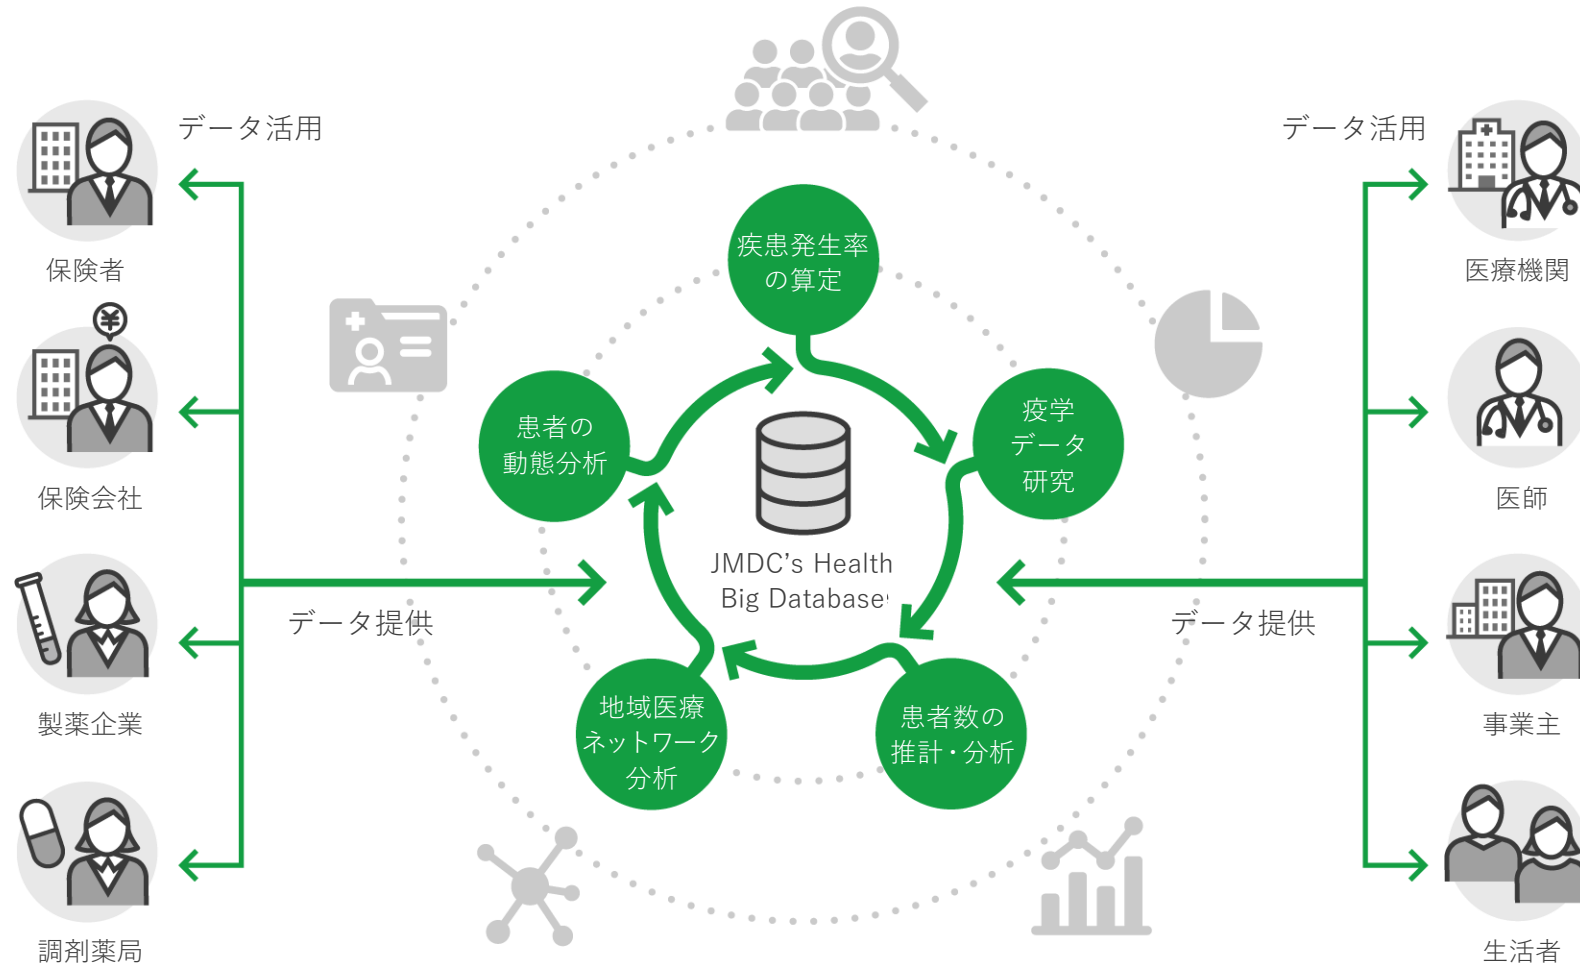 データ活用
データ活用
保険者
医療機関
疾患発生率
の算定
患者の
動態分析
疫学
データ
研究
保険会社
医師
JMDC’s Health
Big Database
データ提供
データ提供
製薬企業
事業主
地域医療
ネットワーク
分析
患者数の
推計・分析
調剤薬局
生活者
¥